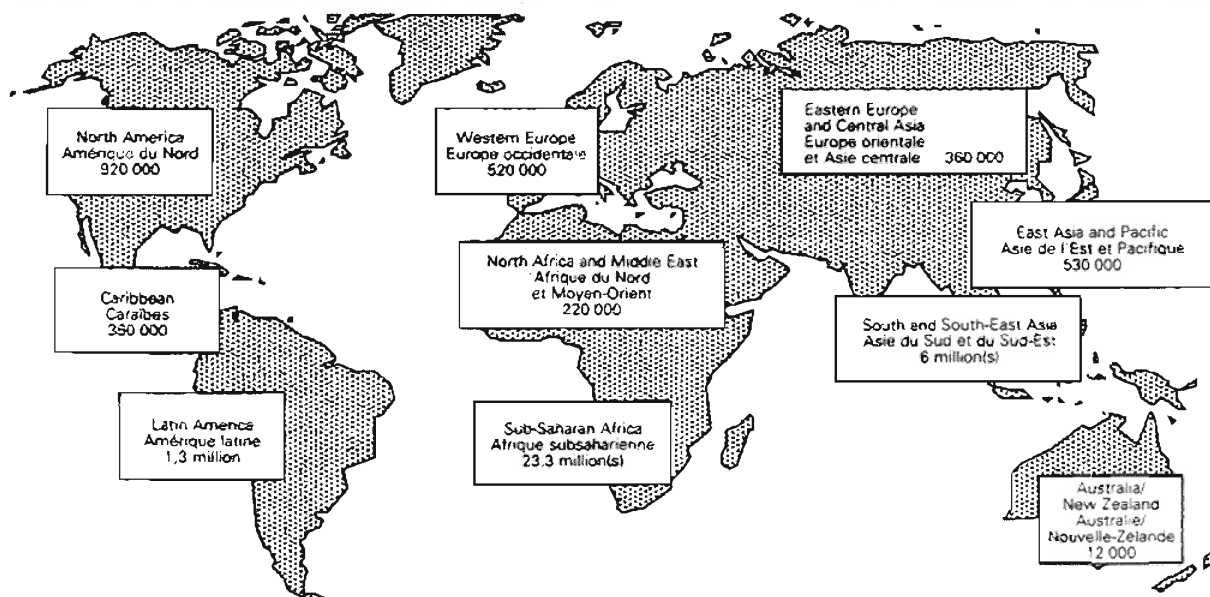 North America
Amérique du Nord
920 000
Western Europe
Europe occidentale
520 000
Eastern Europe
and Central Asia
Europe orientale
et Asie centrale 360 000
East Asia and Pacific
Asie de l'Est et Pacifique
530 000
North Africa and Middle East
Afrique du Nord
et Moyen-Orient
220 000
Caribbean
Caraïbes
South and South-East Asia
Asie du Sud et du Sud-Est
6 million(s)
Latin America
Amérique latine
1,3 million
Sub-Saharan Africa
Afrique subsaharienne
23,3 million(s)
Australia/
New Zealand
Australie/
Nouvelle-Zélande
12 000